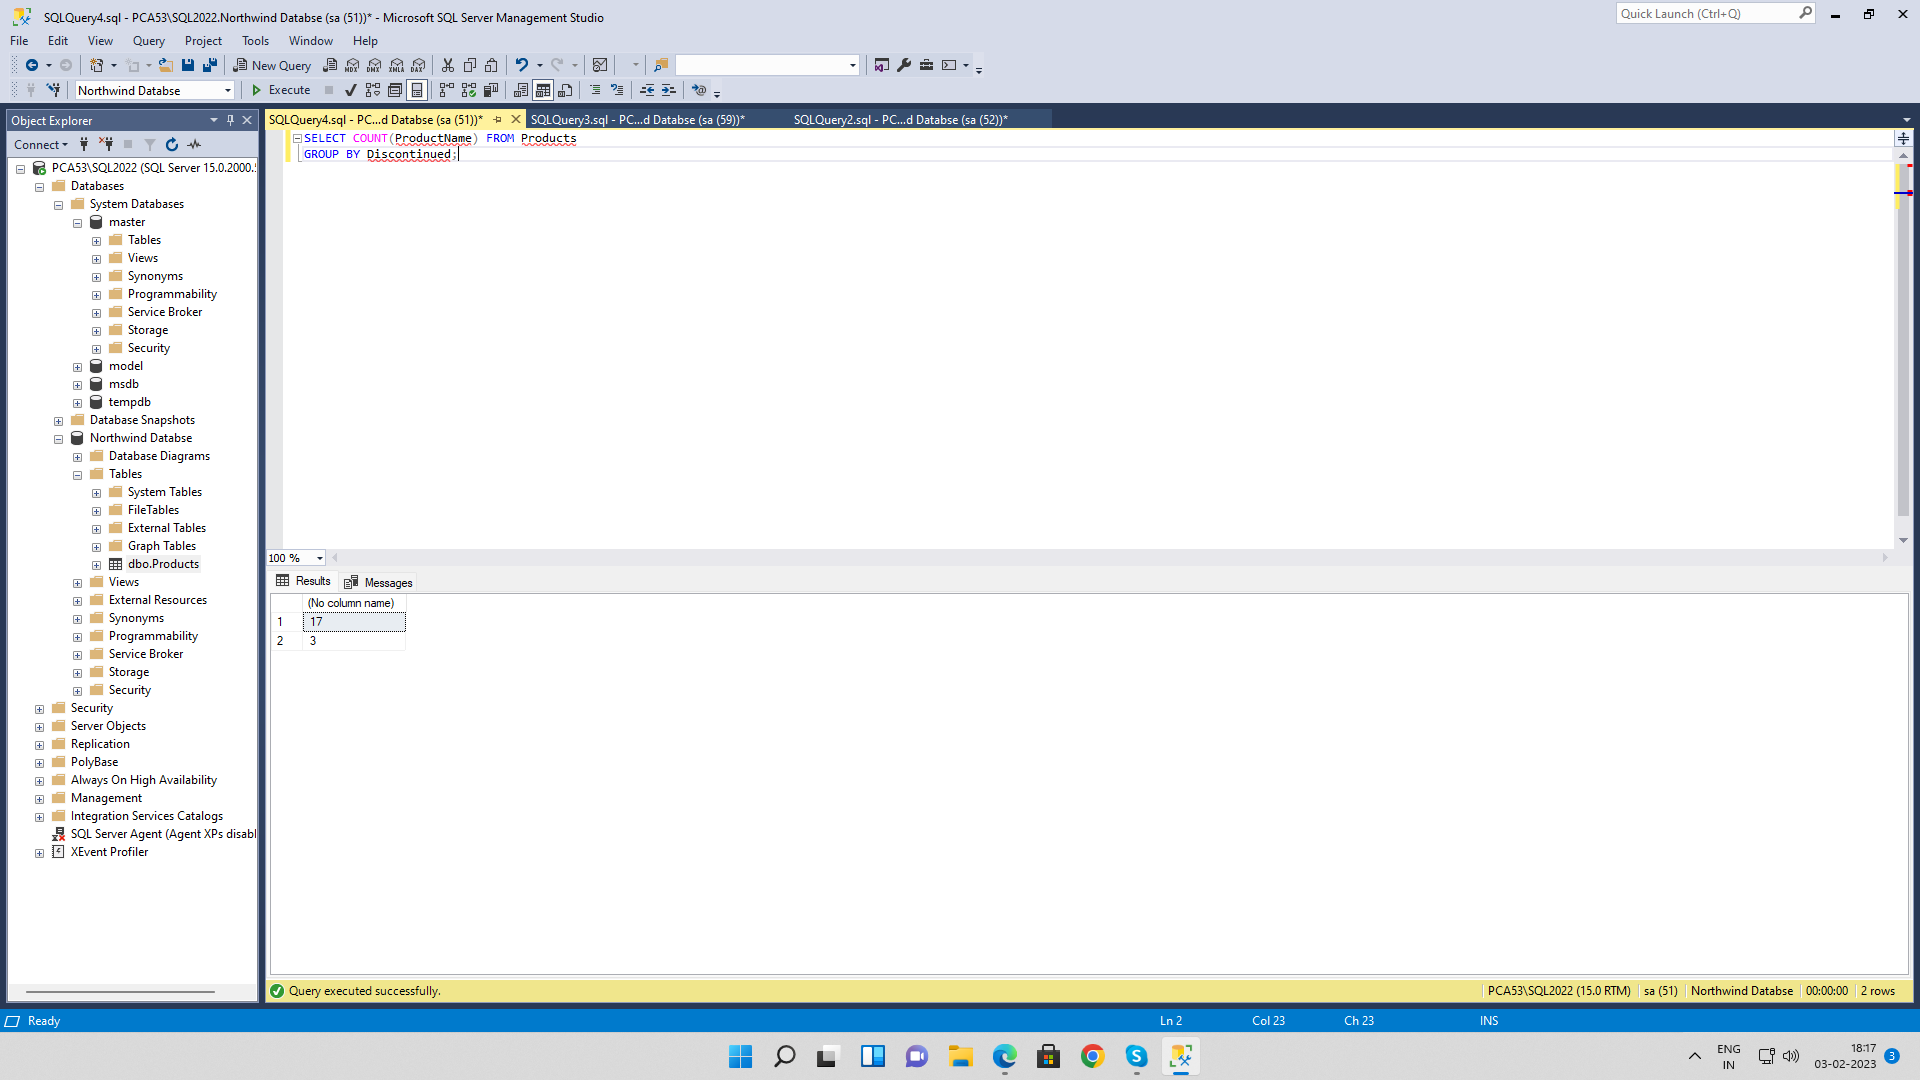 SQLQuery4.sql - PCA53\SQL2022.Northwind Databse (sa (51))* - Microsoft SQL Server Management Studio
Quick Launch (Ctrl+Q)
File Edit View Query Project Tools Window Help
New Query
MDX DMX XMLA DAX
Northwind Databse
Execute
Object Explorer
SQLQuery4.sql - PC...d Databse (sa (51))*
SQLQuery3.sql - PC...d Databse (sa (59))*
SQLQuery2.sql - PC...d Databse (sa (52))*
Connect
PCA53\SQL2022 (SQL Server 15.0.2000.5
Databases
System Databases
master
Tables
Views
Synonyms
Programmability
Service Broker
Storage
Security
model
msdb
tempdb
Database Snapshots
Northwind Databse
Database Diagrams
Tables
System Tables
FileTables
External Tables
Graph Tables
dbo.Products
Views
External Resources
Synonyms
Programmability
Service Broker
Storage
Security
Security
Server Objects
Replication
PolyBase
Always On High Availability
Management
Integration Services Catalogs
SQL Server Agent (Agent XPs disabl
XEvent Profiler
SELECT COUNT(ProductName) FROM Products
GROUP BY Discontinued;
100 %
Results Messages
(No column name)
1 17
2 3
Query executed successfully.
PCA53\SQL2022 (15.0 RTM) sa (51) Northwind Databse 00:00:00 2 rows
Ready
Ln 2 Col 23 Ch 23 INS
ENG
IN
18:17
03-02-2023
3